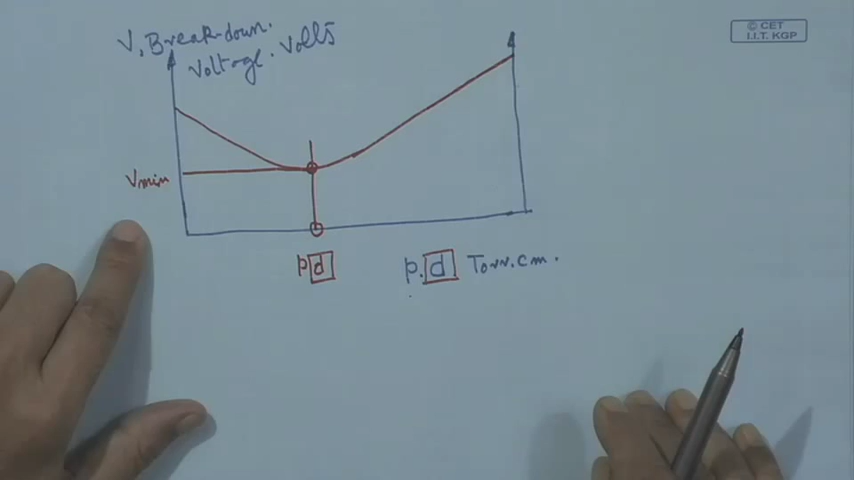 V, Break-down.
Voltage. Volts
© CET
I.I.T. KGP
Vmin
pd
p.d Torr.cm.